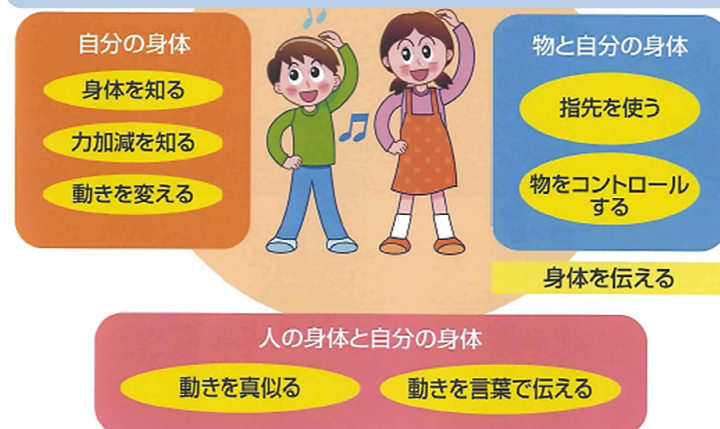 自分の身体
身体を知る
力加減を知る
動きを変える
物と自分の身体
指先を使う
物をコントロール
する
身体を伝える
人の身体と自分の身体
動きを真似る
動きを言葉で伝える